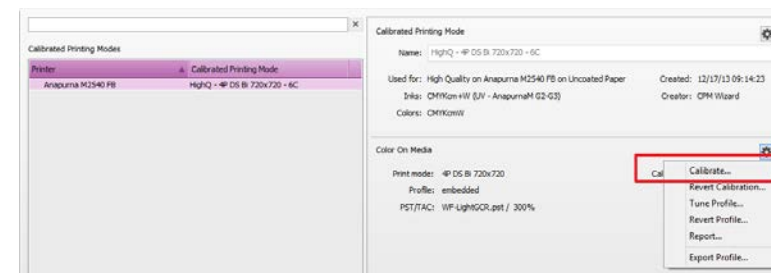 Calibrated Printing Modes
Printer Calibrated Printing Mode
Anapurna M2540 FB HighQ - 4P DS Bi 720x720 - 6C
Calibrated Printing Mode
Name: HighQ - 4P DS Bi 720x720 - 6C
Used for: High Quality on Anapurna M2540 FB on Uncoated Paper Created: 12/17/13 09:14:23
Inks: CMYKcm+W (UV - AnapurnaM G2-G3) Creator: CPM Wizard
Colors: CMYKcmW
Color On Media
Print mode: 4P DS Bi 720x720 Cal
Profile: embedded
PST/TAC: WF-LightGCR.pst / 300%
Calibrate...
Revert Calibration...
Tune Profile...
Revert Profile...
Report...
Export Profile...